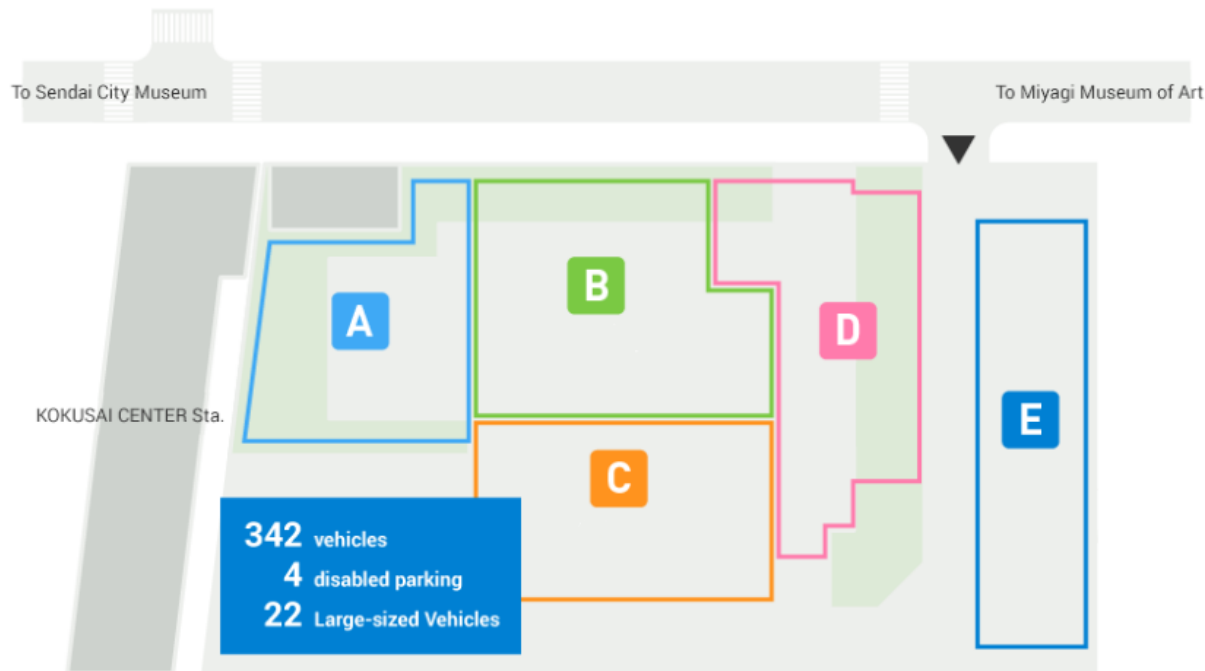 To Sendai City Museum
To Miyagi Museum of Art
A
B
C
D
E
KOKUSAI CENTER Sta.
342 vehicles
4 disabled parking
22 Large-sized Vehicles